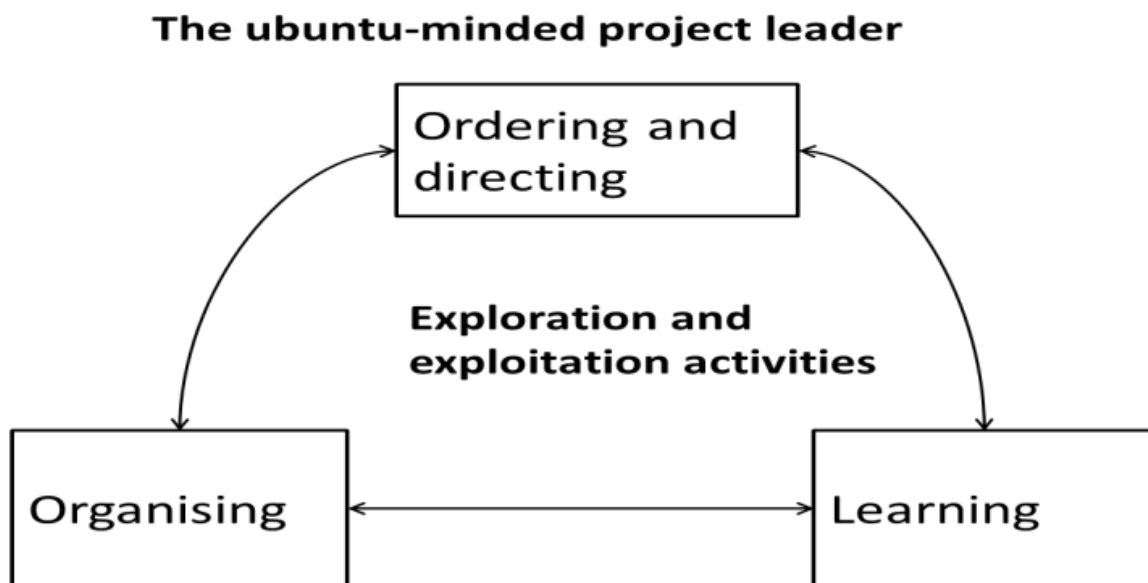 The ubuntu-minded project leader
Ordering and
directing
Exploration and
exploitation activities
Organising
Learning